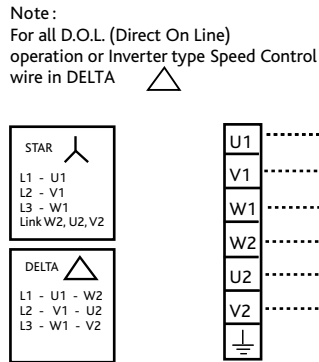 Note :
For all D.O.L. (Direct On Line)
operation or Inverter type Speed Control
wire in DELTA
STAR
L1 - U1
L2 - V1
L3 - W1
Link W2, U2, V2
DELTA
L1 - U1 - W2
L2 - V1 - U2
L3 - W1 - V2
U1
V1
W1
W2
U2
V2